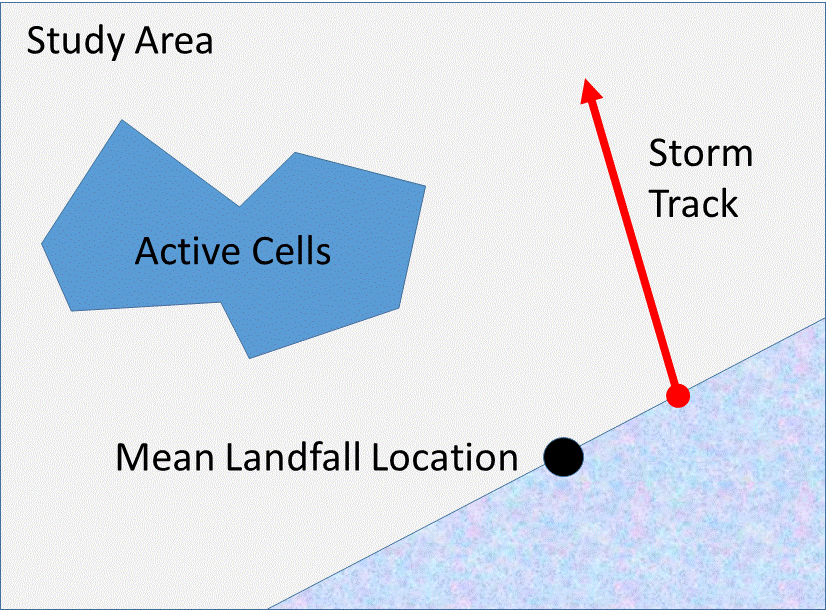 Study Area
Storm
Track
Active Cells
Mean Landfall Location